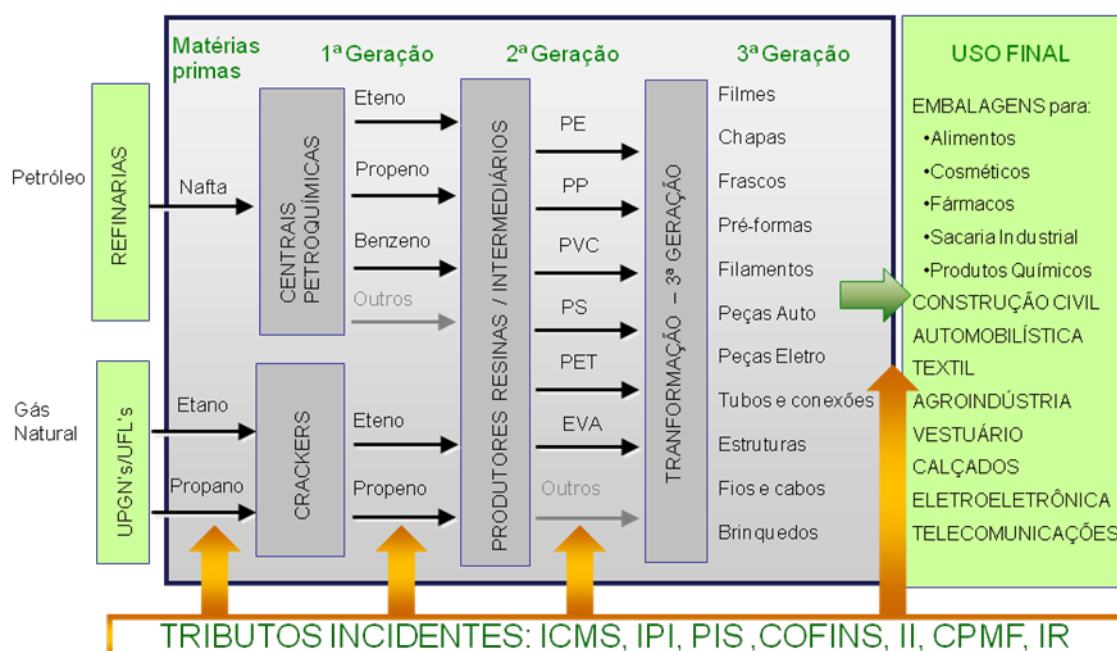 Matérias
primas
1ª Geração
2ª Geração
3ª Geração
USO FINAL
Petróleo
REFINARIAS
Nafta
CENTRAIS
PETROQUÍMICAS
Eteno
Propeno
Benzeno
Outros
Gás
Natural
UPGN's/UFL's
Etano
Propano
CRACKERS
Eteno
Propeno
PRODUTORES RESINAS / INTERMEDIÁRIOS
PE
PP
PVC
PS
PET
EVA
Outros
TRANFORMAÇÃO – 3ª GERAÇÃO
Filmes
Chapas
Frascos
Pré-formas
Filamentos
Peças Auto
Peças Eletro
Tubos e conexões
Estruturas
Fios e cabos
Brinquedos
EMBALAGENS para:
•Alimentos
•Cosméticos
•Fármacos
•Sacaria Industrial
•Produtos Químicos
CONSTRUÇÃO CIVIL
AUTOMOBILÍSTICA
TEXTIL
AGROINDÚSTRIA
VESTUÁRIO
CALÇADOS
ELETROELETRÔNICA
TELECOMUNICAÇÕES
TRIBUTOS INCIDENTES: ICMS, IPI, PIS ,COFINS, II, CPMF, IR